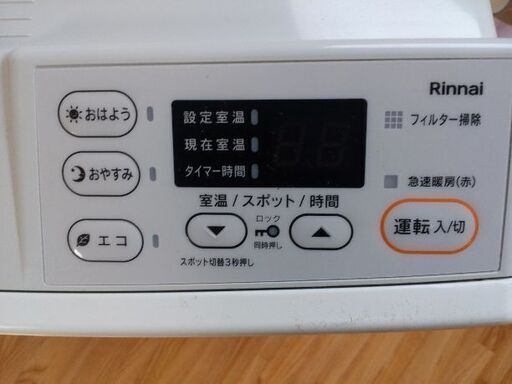 Rinnai
おはよう
おやすみ
エコ
設定室温
現在室温
タイマー時間
フィルター掃除
急速暖房(赤)
室温/スポット/時間
ロック
同時押し
スポット切替3秒押し
運転 入/切